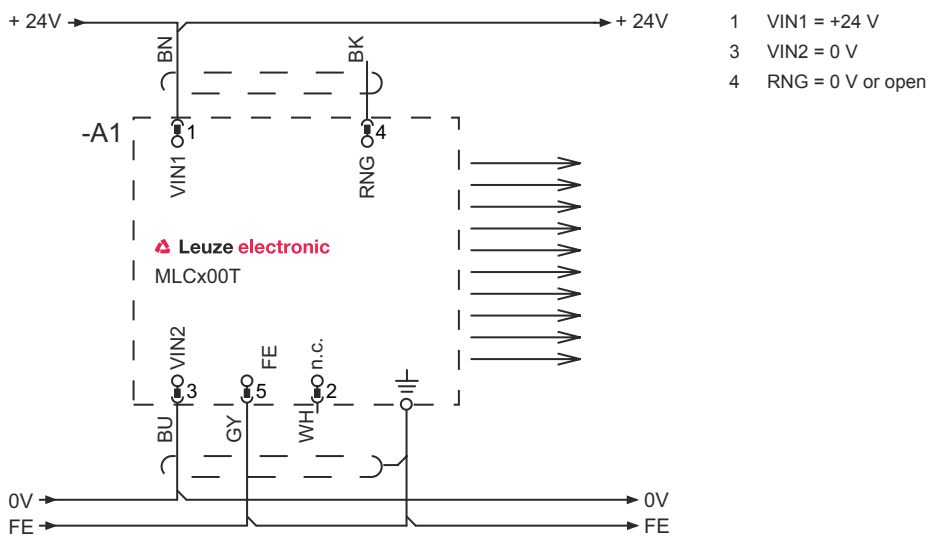 + 24V
+ 24V
1 VIN1 = +24 V
3 VIN2 = 0 V
4 RNG = 0 V or open
BN
BK
-A1
1
4
VIN1
RNG
Leuze electronic
MLCx00T
VIN2
FE
n.c.
3
5
2
BU
GY
WH
0V
0V
FE
FE